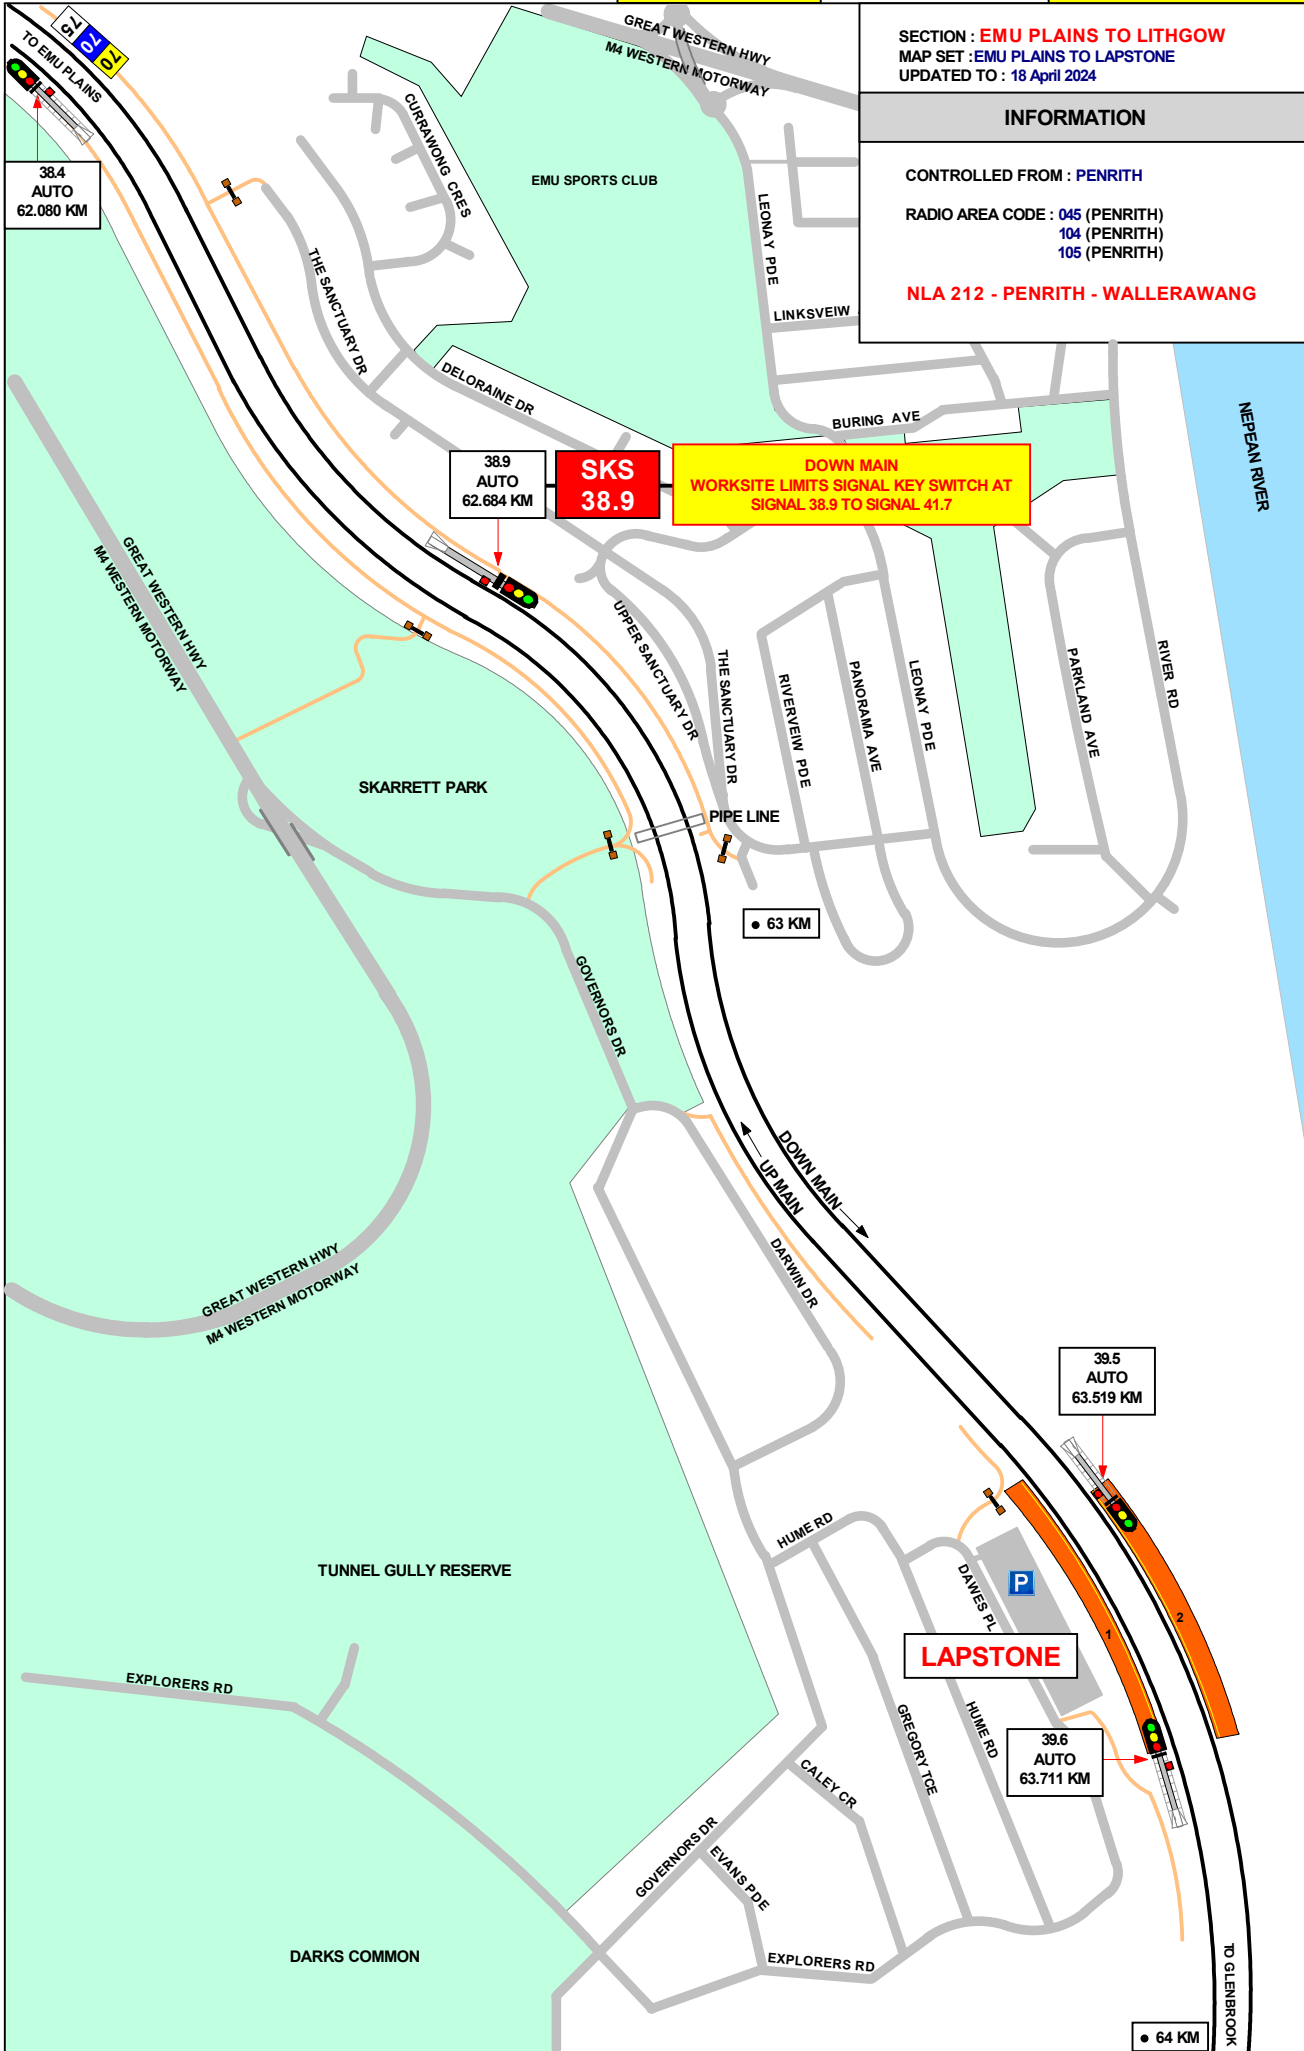 SECTION : EMU PLAINS TO LITHGOW
MAP SET : EMU PLAINS TO LAPSTONE
UPDATED TO : 18 April 2024
INFORMATION
CONTROLLED FROM : PENRITH
RADIO AREA CODE : 045 (PENRITH)
104 (PENRITH)
105 (PENRITH)
NLA 212 - PENRITH - WALLERAWANG
75
70
70
TO EMU PLAINS
38.4
AUTO
62.080 KM
GREAT WESTERN HWY
M4 WESTERN MOTORWAY
CURRAWONG CRES
EMU SPORTS CLUB
LEONAY PDE
THE SANCTUARY DR
LINKSVEIW
DELORAINE DR
BURING AVE
NEPEAN RIVER
38.9
AUTO
62.684 KM
SKS
38.9
DOWN MAIN
WORKSITE LIMITS SIGNAL KEY SWITCH AT
SIGNAL 38.9 TO SIGNAL 41.7
GREAT WESTERN HWY
M4 WESTERN MOTORWAY
UPPER SANCTUARY DR
THE SANCTUARY DR
RIVERVEIW PDE
PANORAMA AVE
LEONAY PDE
PARKLAND AVE
RIVER RD
SKARRETT PARK
PIPE LINE
63 KM
GOVERNORS DR
DOWN MAIN
UP MAIN
DARWIN DR
GREAT WESTERN HWY
M4 WESTERN MOTORWAY
39.5
AUTO
63.519 KM
HUME RD
TUNNEL GULLY RESERVE
DAWES PL
P
1
2
LAPSTONE
EXPLORERS RD
GREGORY TCE
HUME RD
39.6
AUTO
63.711 KM
CALEY CR
GOVERNORS DR
EVANS PDE
DARKS COMMON
EXPLORERS RD
TO GLENBROOK
64 KM